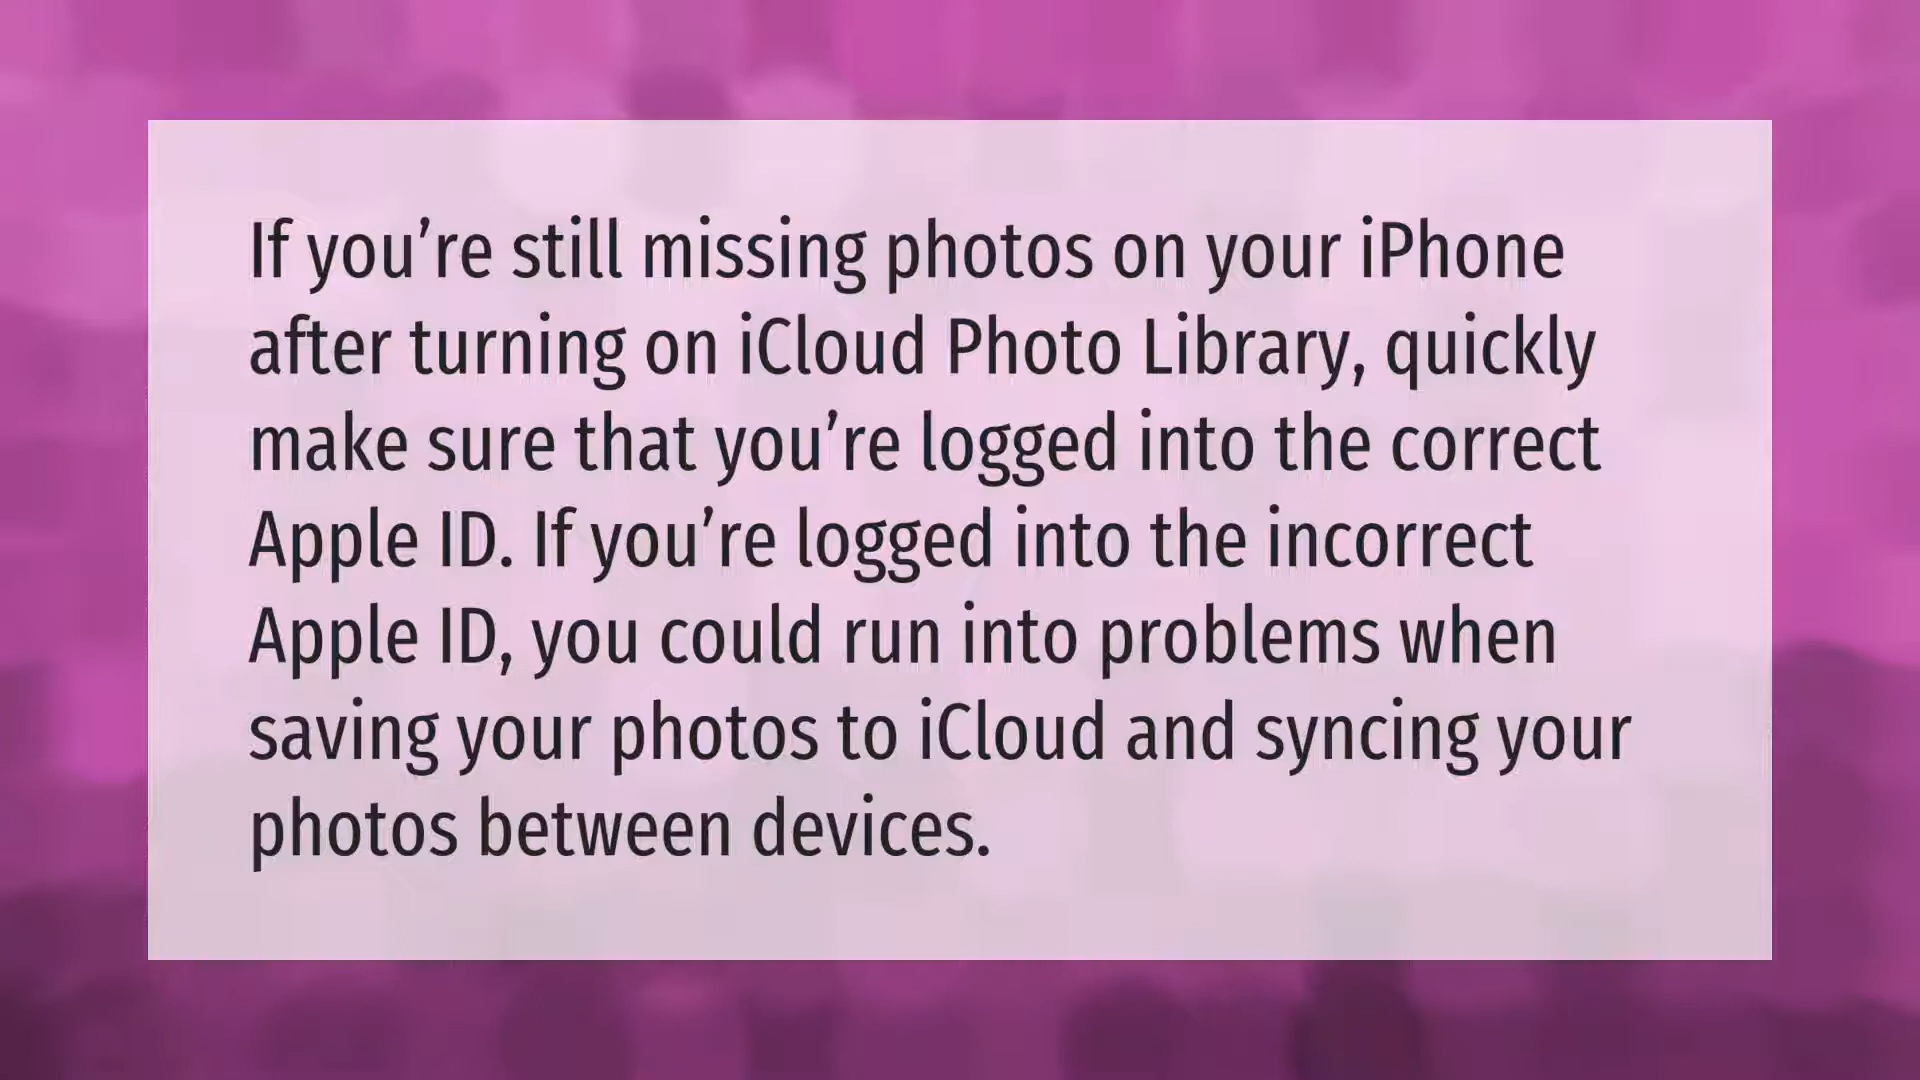 If you’re still missing photos on your iPhone
after turning on iCloud Photo Library, quickly
make sure that you’re logged into the correct
Apple ID. If you’re logged into the incorrect
Apple ID, you could run into problems when
saving your photos to iCloud and syncing your
photos between devices.